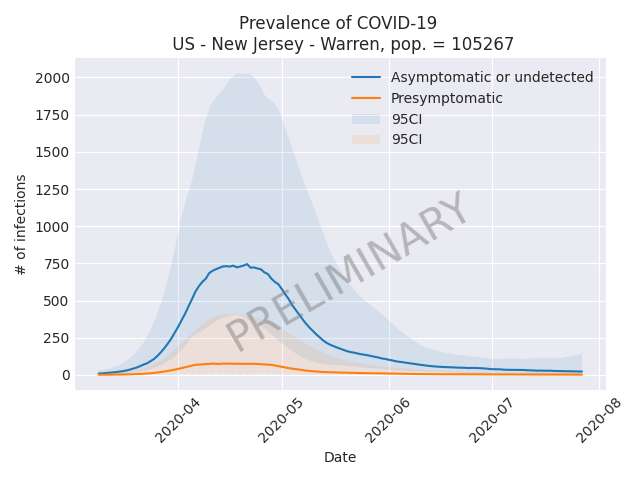 Prevalence of COVID-19
US - New Jersey - Warren, pop. = 105267
Asymptomatic or undetected
Presymptomatic
95CI
95CI
# of infections
2000
1750
1500
1250
1000
750
500
250
0
PRELIMINARY
2020-04
2020-05
2020-06
2020-07
2020-08
Date